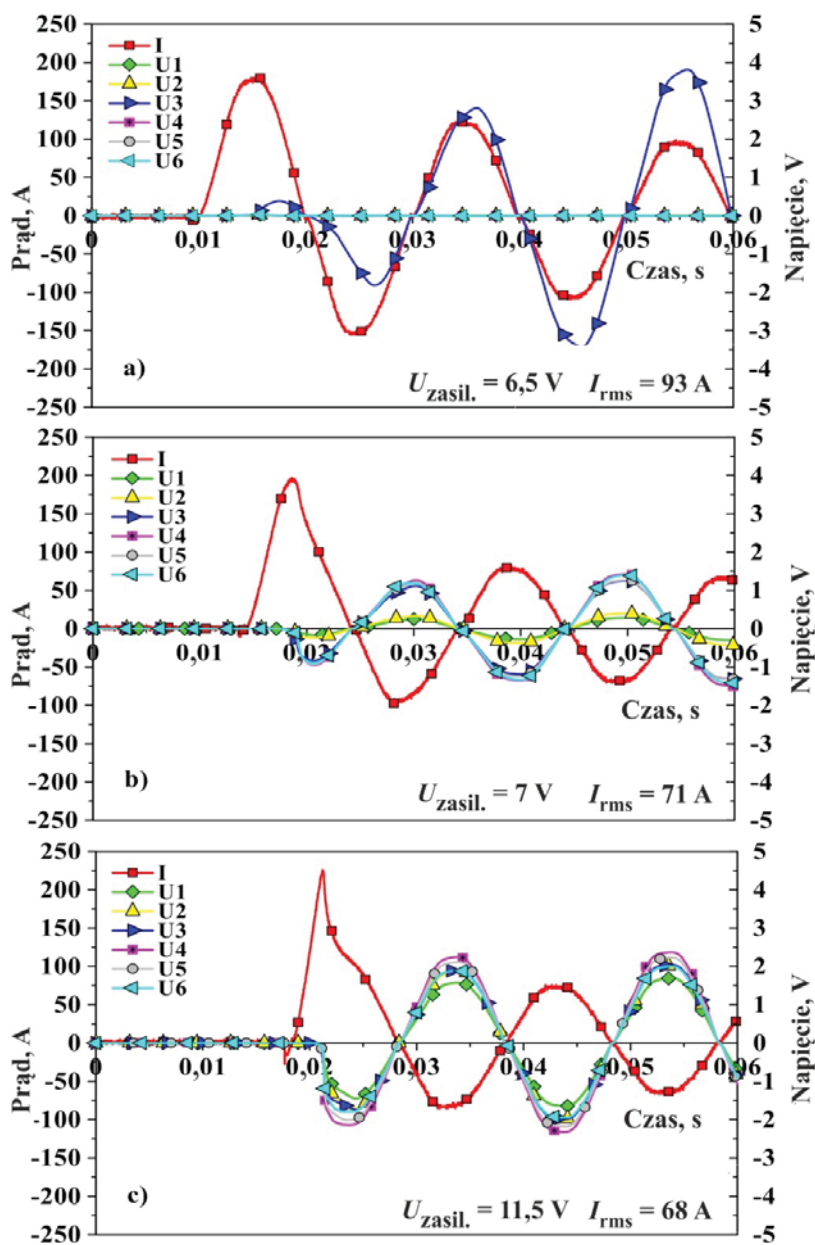 250
200
150
100
50
0
-50
-100
-150
-200
-250
Prąd, A
I
U1
U2
U3
U4
U5
U6
0
0,01
0,02
0,03
0,04
0,05
0,06
Czas, s
5
4
3
2
1
0
-1
-2
-3
-4
-5
Napięcie, V
a)
Uzasil. = 6,5 V Irms = 93 A
250
200
150
100
50
0
-50
-100
-150
-200
-250
Prąd, A
I
U1
U2
U3
U4
U5
U6
0
0,01
0,02
0,03
0,04
0,05
0,06
Czas, s
5
4
3
2
1
0
-1
-2
-3
-4
-5
Napięcie, V
b)
Uzasil. = 7 V Irms = 71 A
250
200
150
100
50
0
-50
-100
-150
-200
-250
Prąd, A
I
U1
U2
U3
U4
U5
U6
0
0,01
0,02
0,03
0,04
0,05
0,06
Czas, s
5
4
3
2
1
0
-1
-2
-3
-4
-5
Napięcie, V
c)
Uzasil. = 11,5 V Irms = 68 A